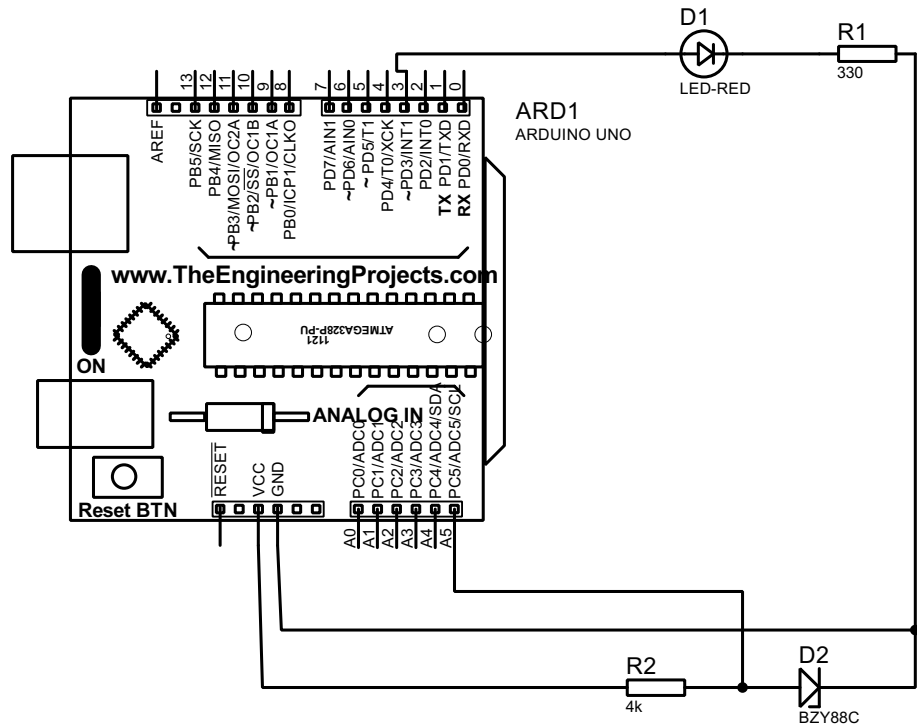 D1
LED-RED
R1
330
ARD1
ARDUINO UNO
AREF
13
12
11
10
9
8
7
6
5
4
3
2
1
0
PB5/SCK
PB4/MISO
~PB3/MOSI/OC2A
~PB2/SS/OC1B
~PB1/OC1A
PB0/ICP1/CLKO
PD7/AIN1
~PD6/AIN0
~PD5/T1
PD4/T0/XCK
~PD3/INT1
PD2/INT0
TX PD1/TXD
RX PD0/RXD
www.TheEngineeringProjects.com
1121
ATMEGA328P-PU
ON
ANALOG IN
Reset BTN
RESET
VCC
GND
PC0/ADC0
PC1/ADC1
PC2/ADC2
PC3/ADC3
PC4/ADC4/SDA
PC5/ADC5/SCL
A0
A1
A2
A3
A4
A5
R2
4k
D2
BZY88C